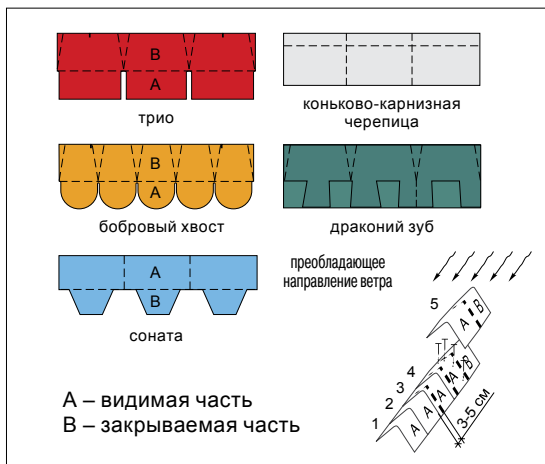 В
А
трио
коньково-карнизная
черепица
В
А
бобровый хвост
драконий зуб
А
В
соната
преобладающее
направление ветра
5
А В
4
3
2
1
А А А А В
3-5 см
А – видимая часть
В – закрываемая часть